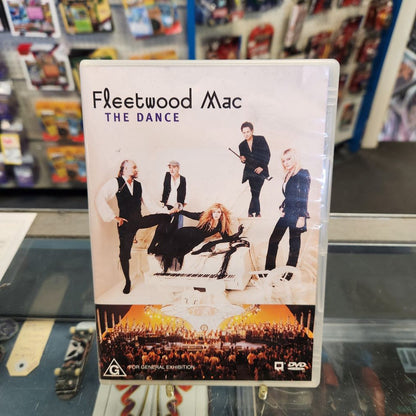 Fleetwood Mac
THE DANCE
G
FOR GENERAL EXHIBITION
DVD